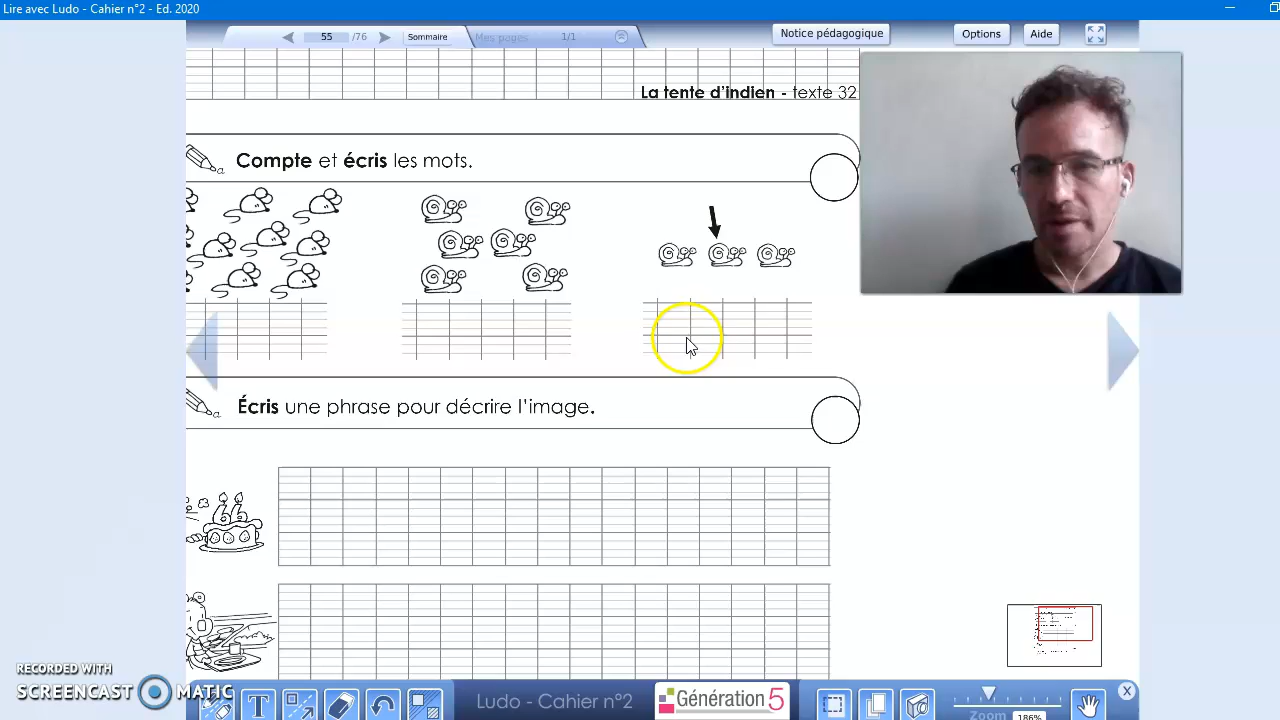 Lire avec Ludo - Cahier n°2 - Ed. 2020
55 /76 Sommaire Mes pages 1/1 Notice pédagogique Options Aide
La tente d'indien - texte 32
Compte et écris les mots.
Écris une phrase pour décrire l'image.
RECORDED WITH
SCREENCAST MATIC
T Ludo - Cahier n°2 Génération 5 Zoom 186% X